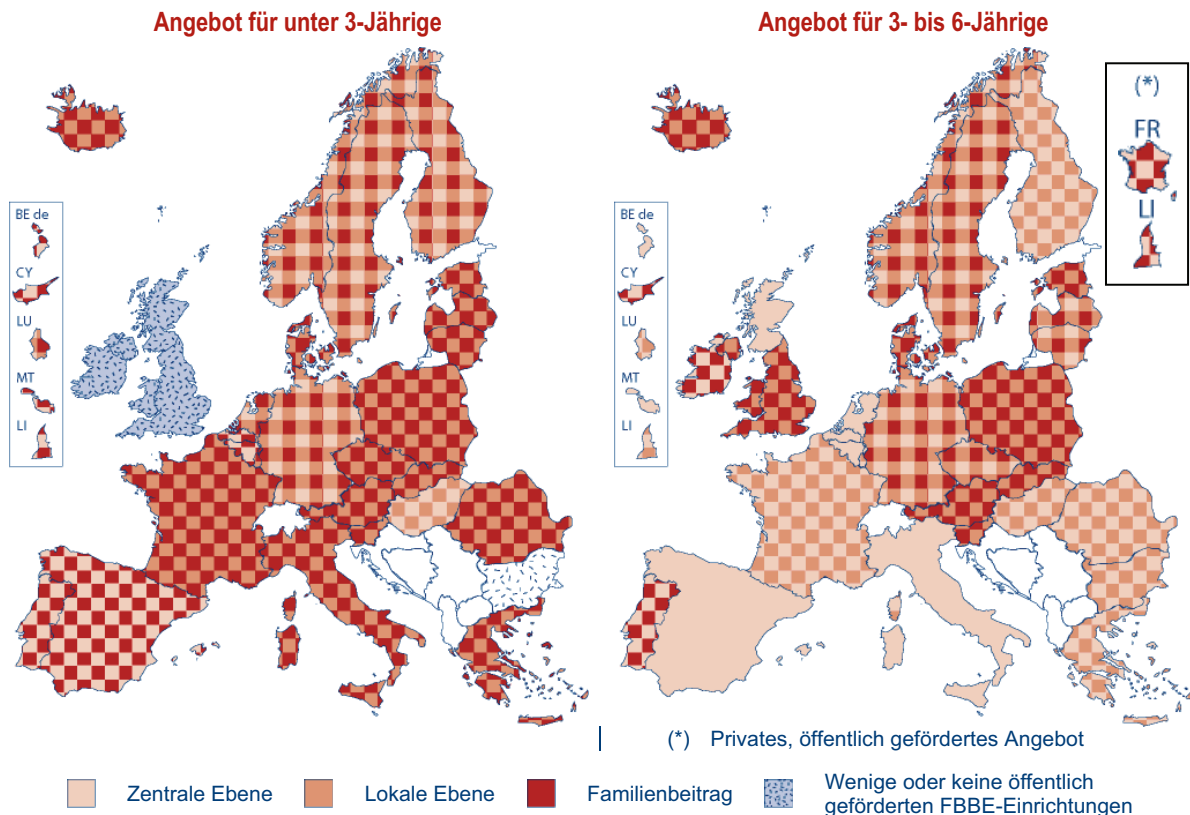 Angebot für unter 3-Jährige
Angebot für 3- bis 6-Jährige
BE de
CY
LU
MT
LI
BE de
CY
LU
MT
LI
(*)
FR
LI
(*) Privates, öffentlich gefördertes Angebot
Zentrale Ebene
Lokale Ebene
Familienbeitrag
Wenige oder keine öffentlich
geförderten FBBE-Einrichtungen